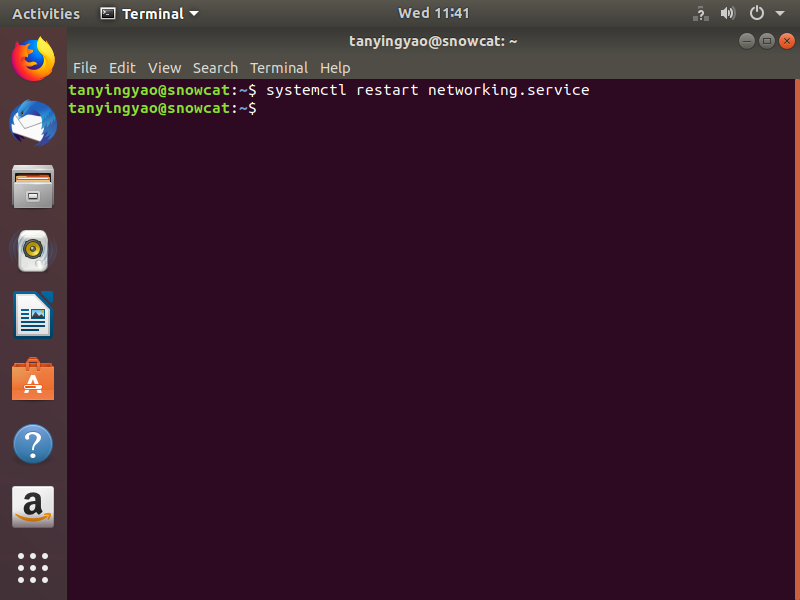 Activities Terminal Wed 11:41
tanyingyao@snowcat: ~
File Edit View Search Terminal Help
tanyingyao@snowcat:~$ systemctl restart networking.service
tanyingyao@snowcat:~$